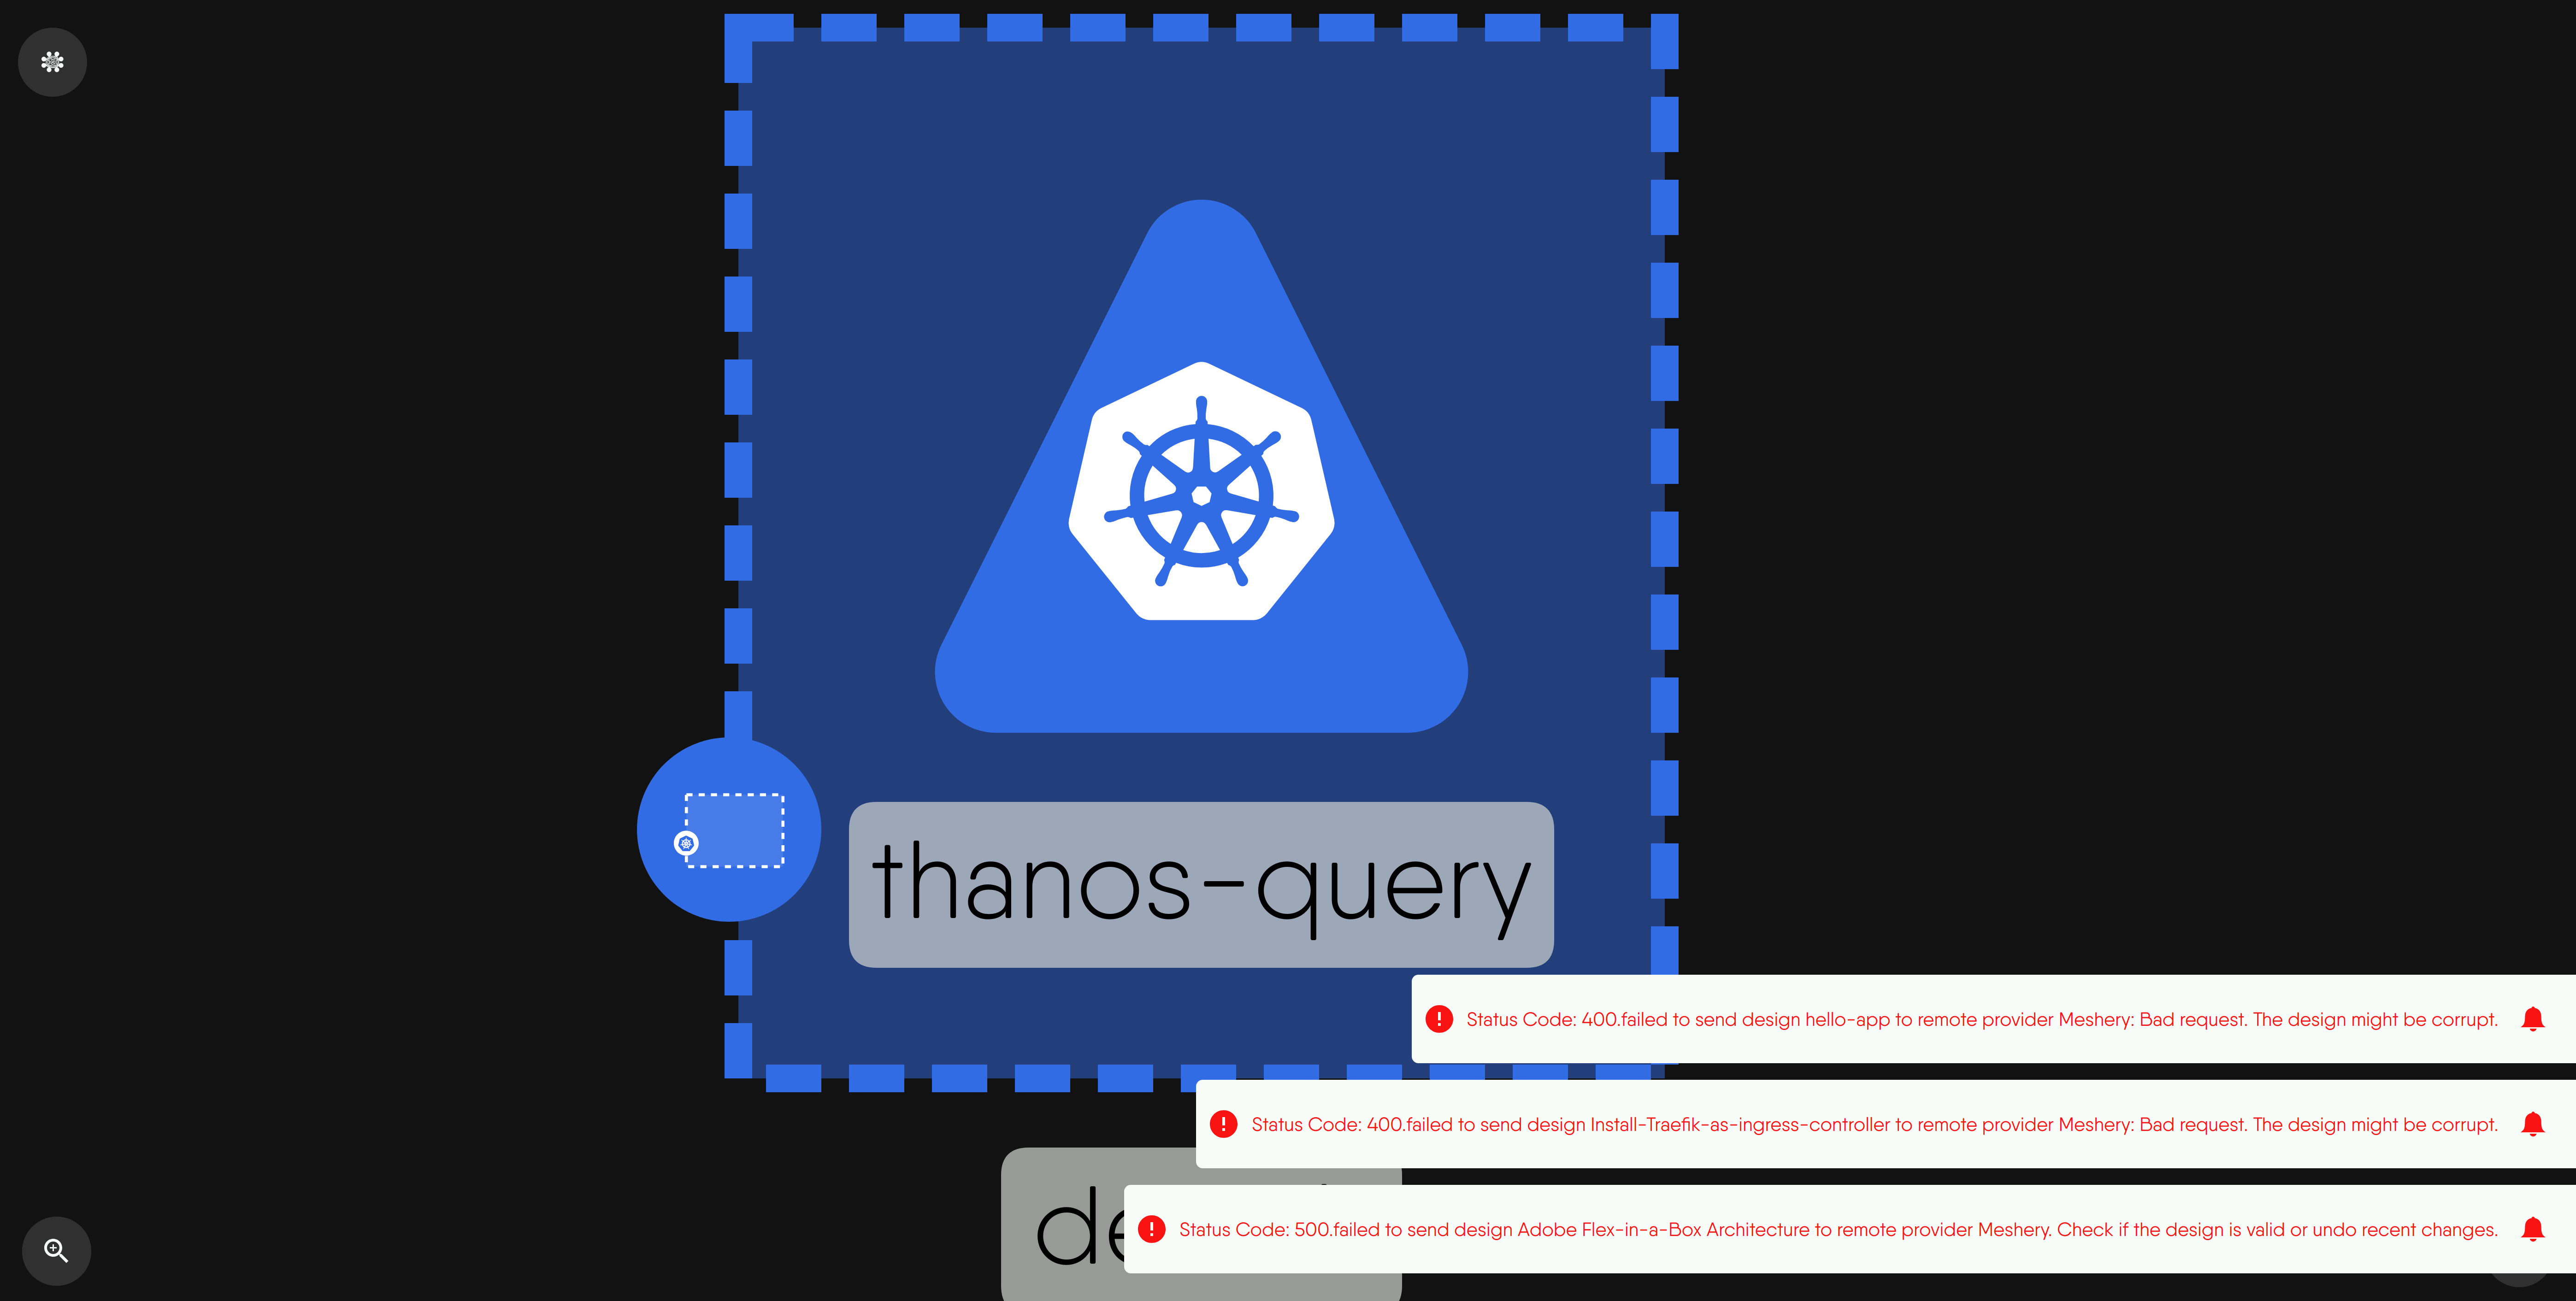 thanos-query
Status Code: 400.failed to send design hello-app to remote provider Meshery: Bad request. The design might be corrupt.
Status Code: 400.failed to send design Install-Traefik-as-ingress-controller to remote provider Meshery: Bad request. The design might be corrupt.
Status Code: 500.failed to send design Adobe Flex-in-a-Box Architecture to remote provider Meshery. Check if the design is valid or undo recent changes.